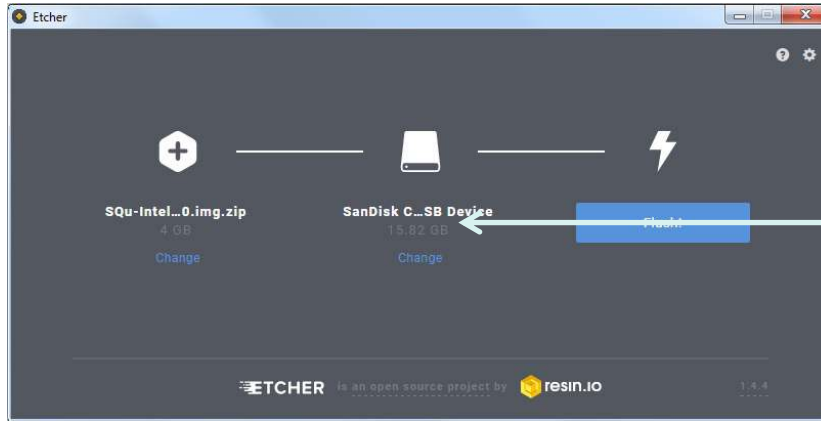 Etcher
SQu-Intel...0.img.zip
SanDisk C...SB Device
Flash!
4 GB
15.82 GB
Change
Change
ETCHER is an open source project by resin.io
1.4.4